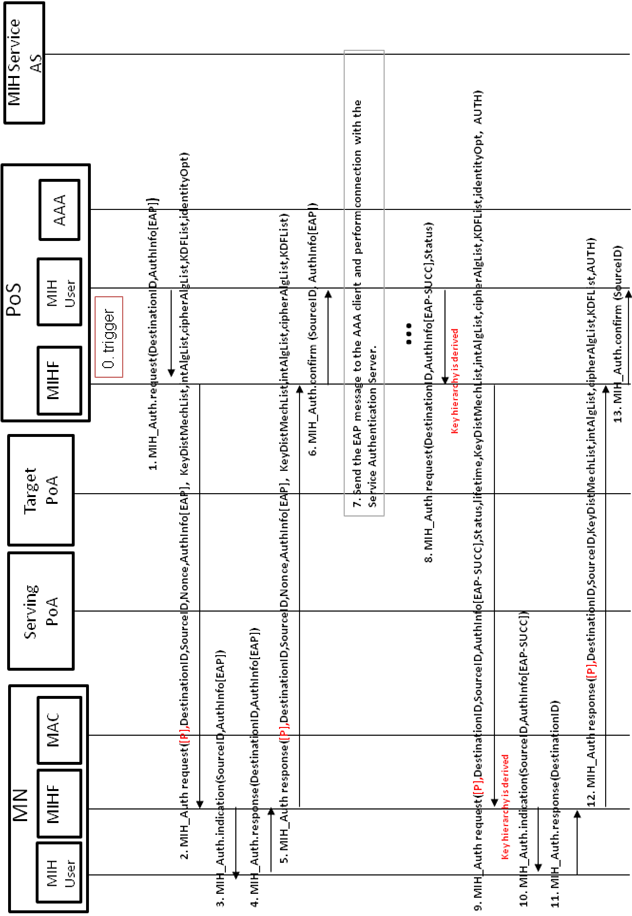 MN
MIH
User
MIHF
MAC
Serving
PoA
Target
PoA
PoS
MIHF
MIH
User
AAA
MIH Service
AS
0. trigger
1. MIH_Auth.request(DestinationID,AuthInfo[EAP])
2. MIH_Auth request([P],DestinationID,SourceID,Nonce,AuthInfo[EAP], KeyDistMechList,intAlgList,cipherAlgList,KDFList,identityOpt)
3. MIH_Auth.indication(SourceID,AuthInfo[EAP])
4. MIH_Auth.response(DestinationID,AuthInfo[EAP])
5. MIH_Auth response([P],DestinationID,SourceID,Nonce,AuthInfo[EAP], KeyDistMechList,intAlgList,cipherAlgList,KDFList)
6. MIH_Auth.confirm (SourceID, AuthInfo[EAP])
7. Send the EAP message to the AAA client and perform connection with the
Service Authentication Server.
...
8. MIH_Auth request(DestinationID,AuthInfo[EAP-SUCC],Status)
Key hierarchy is derived
9. MIH_Auth request([P],DestinationID,SourceID,AuthInfo[EAP-SUCC],Status,lifetime,KeyDistMechList,intAlgList,cipherAlgList,KDFList,identityOpt, AUTH)
Key hierarchy is derived
10. MIH_Auth.indication(SourceID,AuthInfo[EAP-SUCC])
11. MIH_Auth.response(DestinationID)
12. MIH_Auth response([P],DestinationID,SourceID,KeyDistMechList,intAlgList,cipherAlgList,KDFList,AUTH)
13. MIH_Auth.confirm (SourceID)